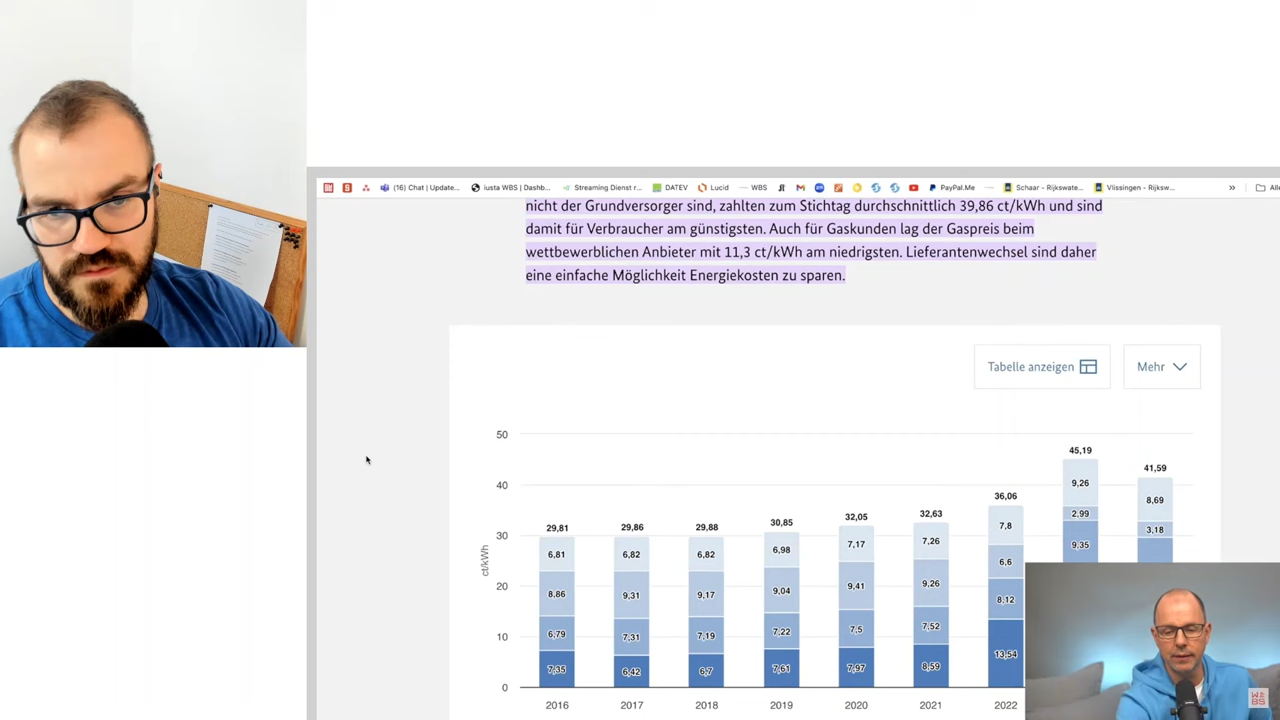 (16) Chat | Update... iusta WBS | Dashb... Streaming Dienst r... DATEV Lucid WBS PayPal.Me Schaar - Rijkswate... Vlissingen - Rijksw... » Alle
nicht der Grundversorger sind, zahlten zum Stichtag durchschnittlich 39,86 ct/kWh und sind
damit für Verbraucher am günstigsten. Auch für Gaskunden lag der Gaspreis beim
wettbewerblichen Anbieter mit 11,3 ct/kWh am niedrigsten. Lieferantenwechsel sind daher
eine einfache Möglichkeit Energiekosten zu sparen.
Tabelle anzeigen Mehr
50
45,19
41,59
40 9,26
36,06 8,69
32,05 32,63 2,99
29,81 29,86 29,88 30,85 7,8 3,18
30 7,17 7,26 9,35
6,81 6,82 6,82 6,98 6,6
ct/kWh
20 8,86 9,31 9,17 9,04 9,41 9,26
8,12
10 6,79 7,31 7,19 7,22 7,5 7,52
13,54
7,35 6,42 6,7 7,61 7,97 8,59
0
2016 2017 2018 2019 2020 2021 2022
WBS